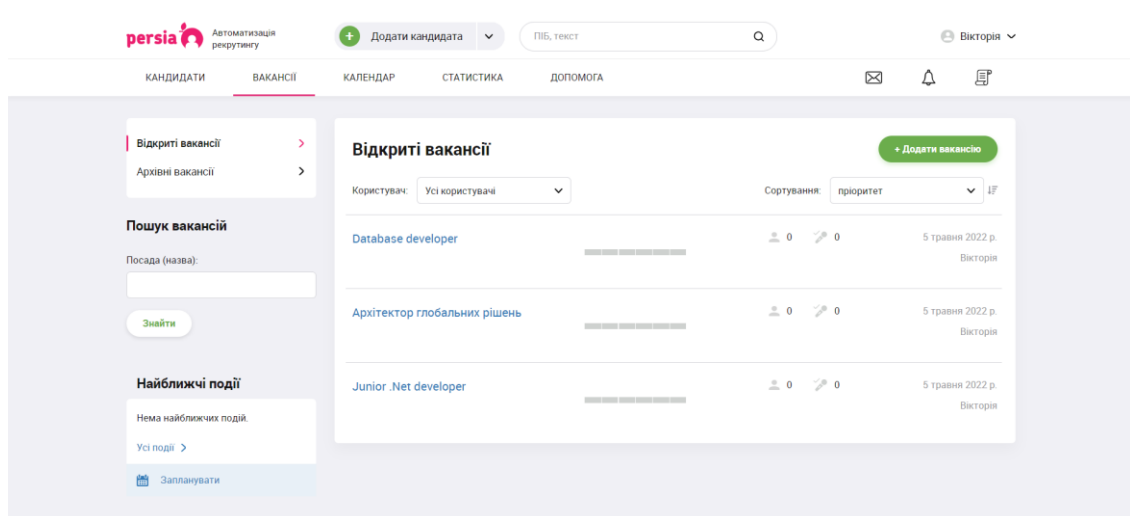 persia
Автоматизація
рекрутингу
Додати кандидата
ПІБ, текст
Вікторія
КАНДИДАТИ
ВАКАНСІЇ
КАЛЕНДАР
СТАТИСТИКА
ДОПОМОГА
Відкриті вакансії
Архівні вакансії
Пошук вакансій
Посада (назва):
Знайти
Найближчі події
Нема найближчих подій.
Усі події
Запланувати
Відкриті вакансії
+ Додати вакансію
Користувач: Усі користувачі
Сортування: пріоритет
Database developer
0 0
5 травня 2022 р.
Вікторія
Архітектор глобальних рішень
0 0
5 травня 2022 р.
Вікторія
Junior .Net developer
0 0
5 травня 2022 р.
Вікторія